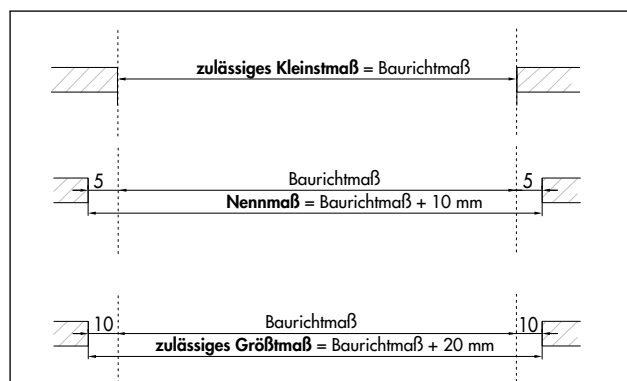 zulässiges Kleinstmaß = Baurichtmaß
5 Baurichtmaß 5
Nennmaß = Baurichtmaß + 10 mm
10 Baurichtmaß 10
zulässiges Größtmaß = Baurichtmaß + 20 mm